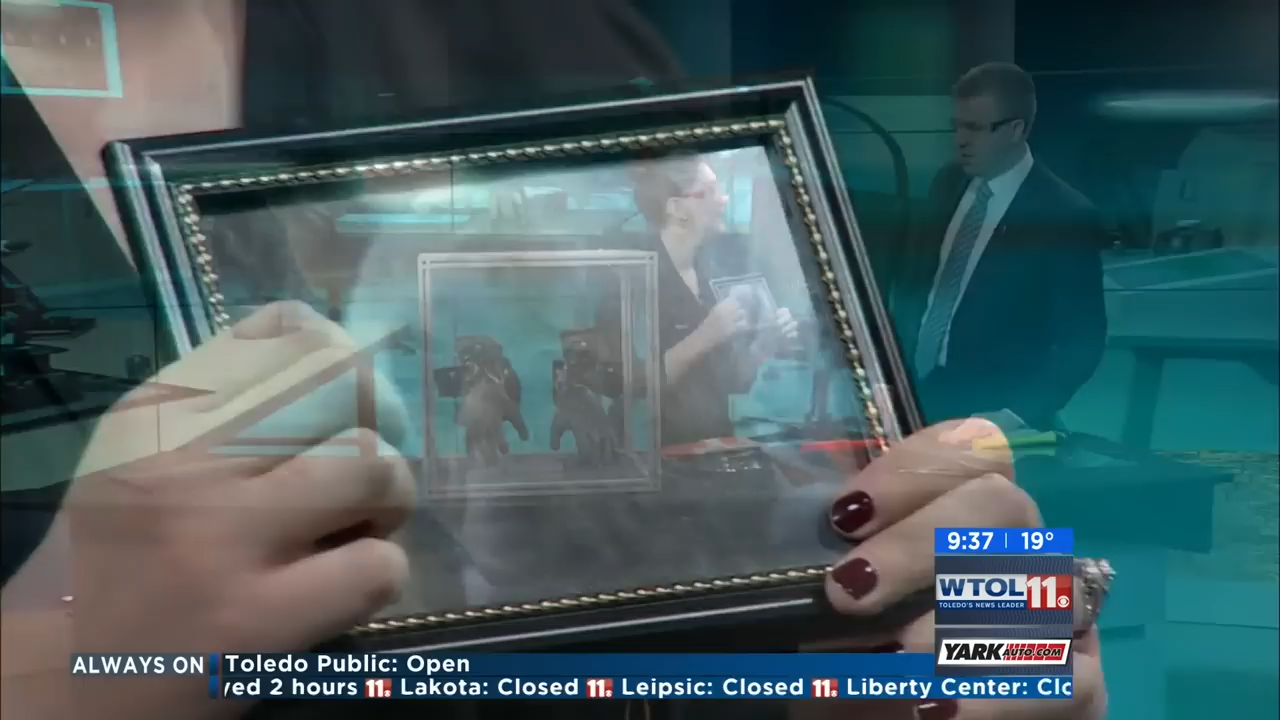 9:37 | 19°
WTOL 11
TOLEDO'S NEWS LEADER
YARKAUTO.COM
ALWAYS ON
Toledo Public: Open
ved 2 hours 11. Lakota: Closed 11. Leipsic: Closed 11. Liberty Center: Clc